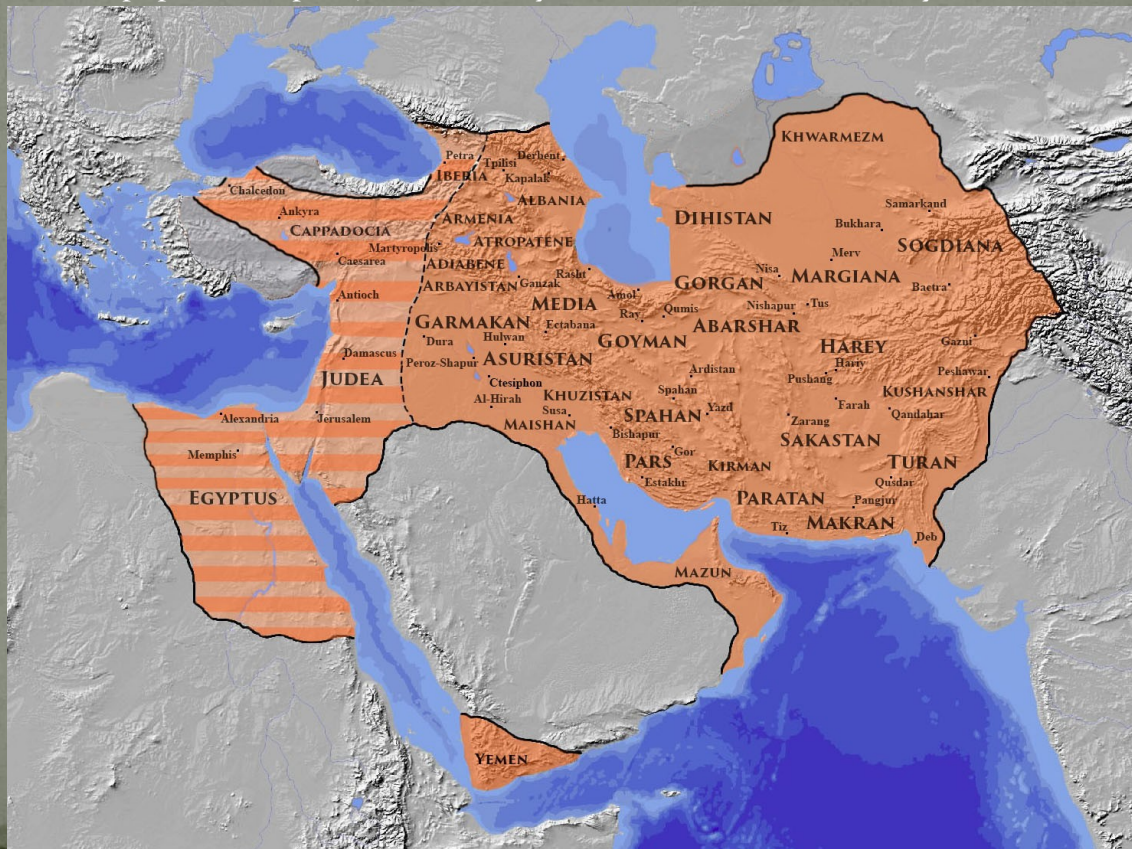 KHWARMEZM
Petra
Tpilisi
Derbent
IBERIA
Kapalak
Chalcedon
ALBANIA
Samarkand
Ankyra
ARMENIA
DIHISTAN
Bukhara
CAPPADOCIA
Martyropolis
ATROPATENE
SOGDIANA
Caesarea
ADIABENE
Merv
Rasht
Nisa
ARBAYISTAN
Ganzak
GORGAN
MARGIANA
Antioch
Amol
Bactra
MEDIA
Nishapur
Tus
Ray
Qumis
GARMAKAN
Ectabana
ABARSHAR
Dura
Hulwan
GOYMAN
HAREY
Gazni
Damascus
ASURISTAN
Peroz-Shapur
Hariy
JUDEA
Ardistan
Pushang
Peshawar
Ctesiphon
Spahan
KUSHANSHAR
Al-Hirah
KHUZISTAN
Farah
Alexandria
Jerusalem
Susa
SPAHAN
Yazd
Zarang
Qandahar
MAISHAN
Bishapur
SAKASTAN
Memphis
Gor
PARS
KIRMAN
TURAN
Estakhr
Qusdar
EGYPTUS
Hatta
PARATAN
Pangjur
Tiz
MAKRAN
Deb
MAZUN
YEMEN